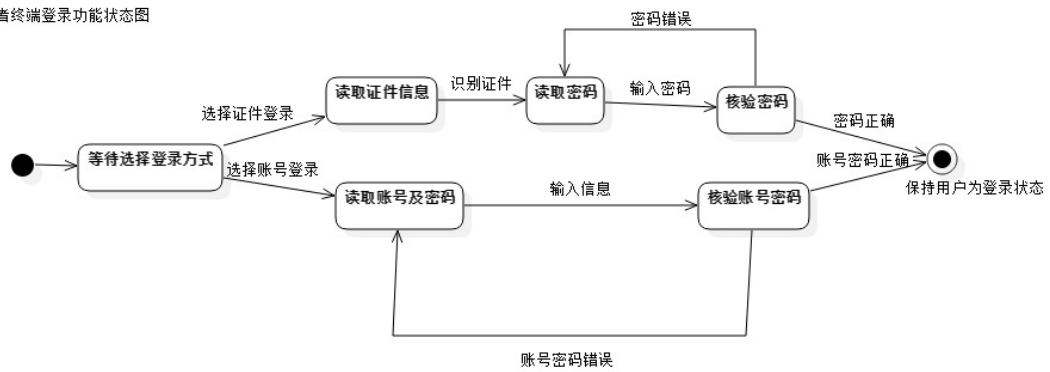 者终端登录功能状态图
密码错误
读取证件信息
识别证件
读取密码
输入密码
核验密码
选择证件登录
密码正确
等待选择登录方式
账号密码正确
选择账号登录
保持用户为登录状态
读取账号及密码
输入信息
核验账号密码
账号密码错误